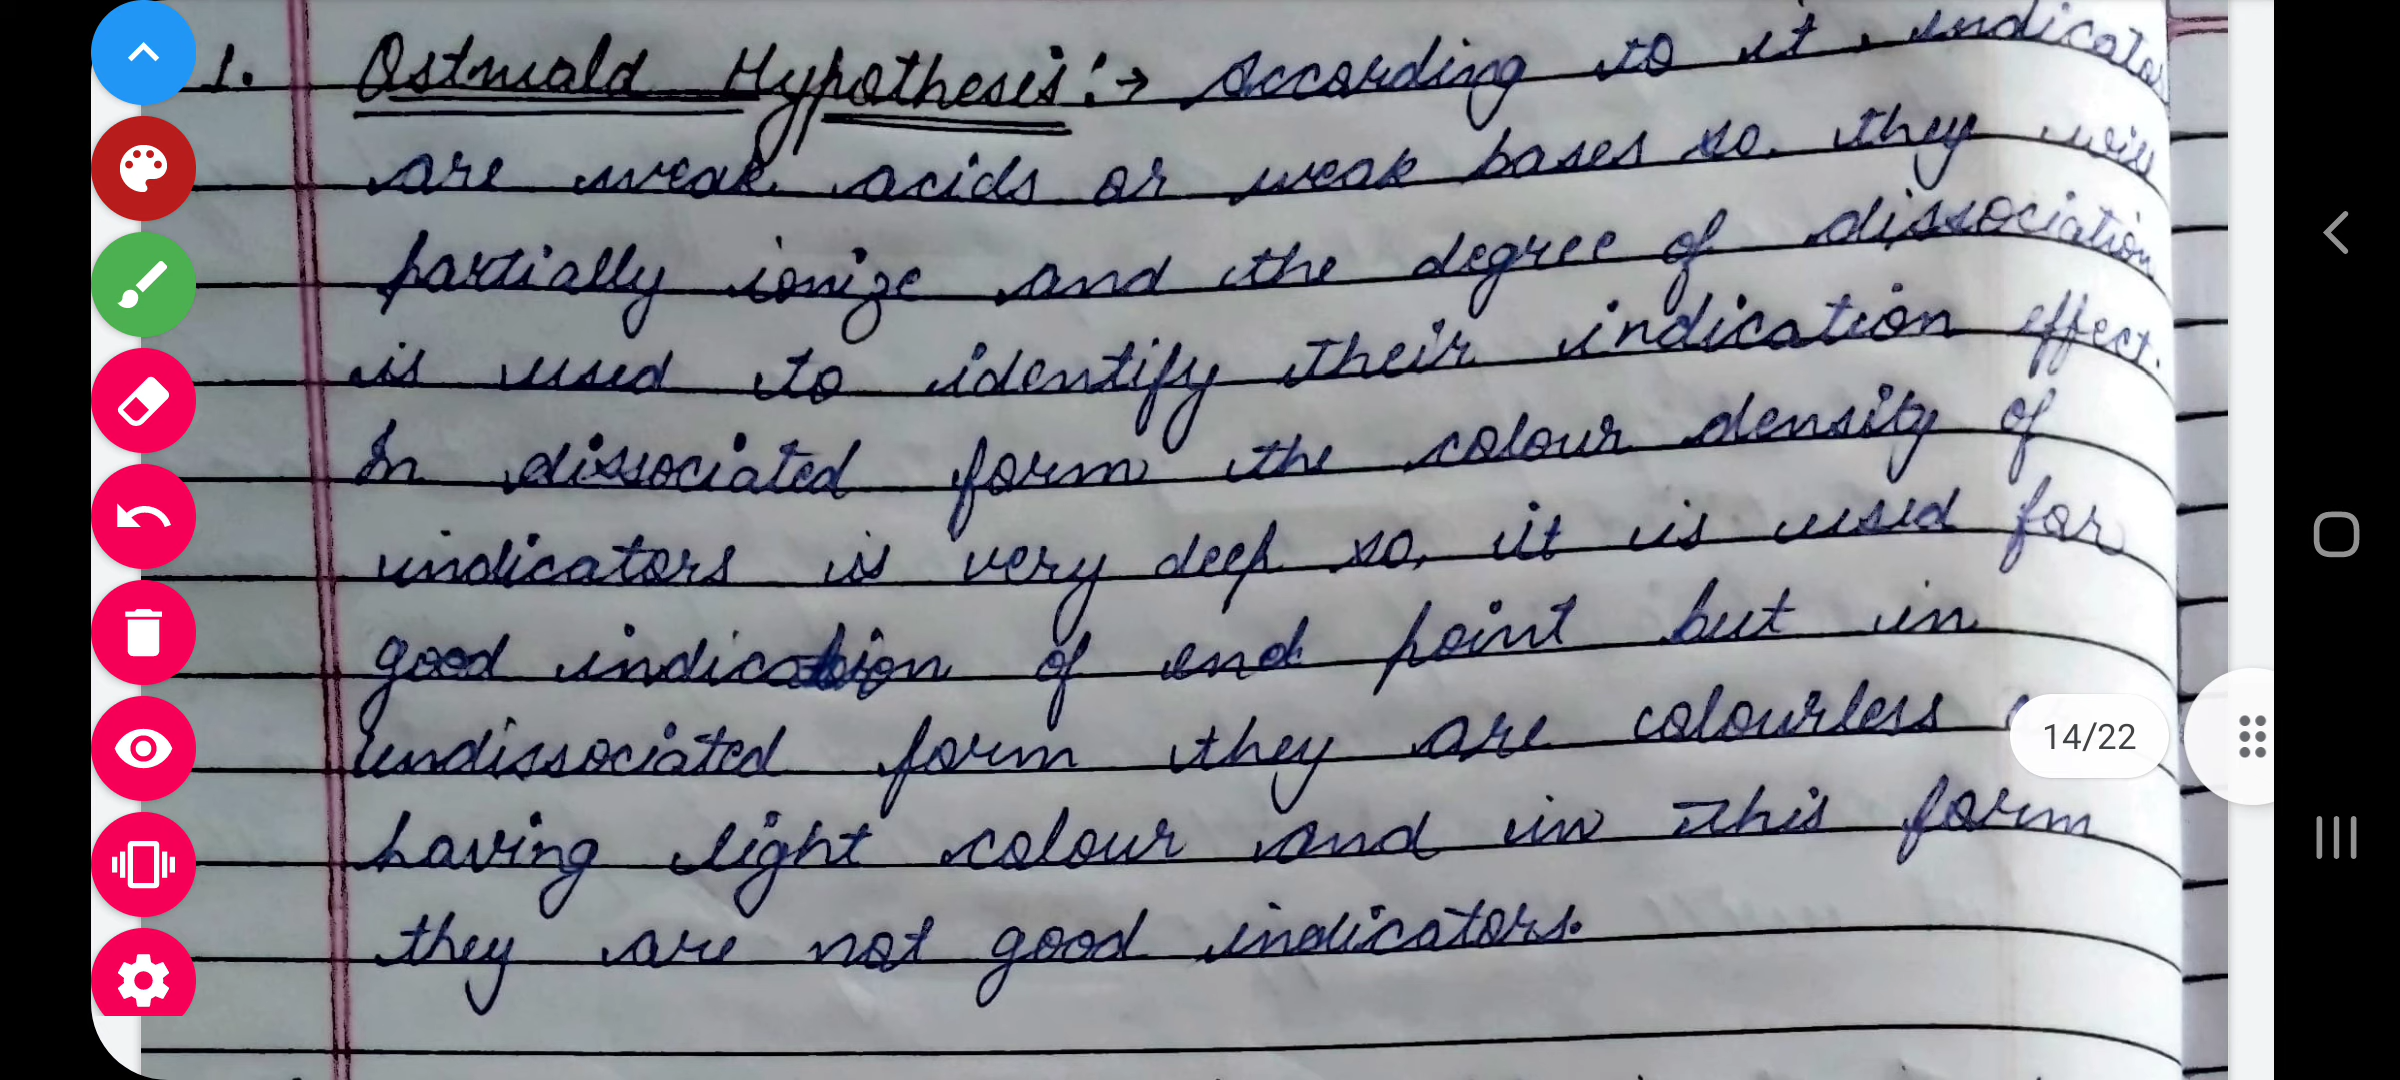 1. Ostwald Hypothesis :→ According to it, indicators
are weak acids or weak bases so, they will
partially ionize and the degree of dissociation
is used to identify their indication effect.
In dissociated form the colour density of
indicators is very deep so, it is used for
good indication of end point but in
undissociated form they are colourless
14/22
having light colour and in this form
they are not good indicators.